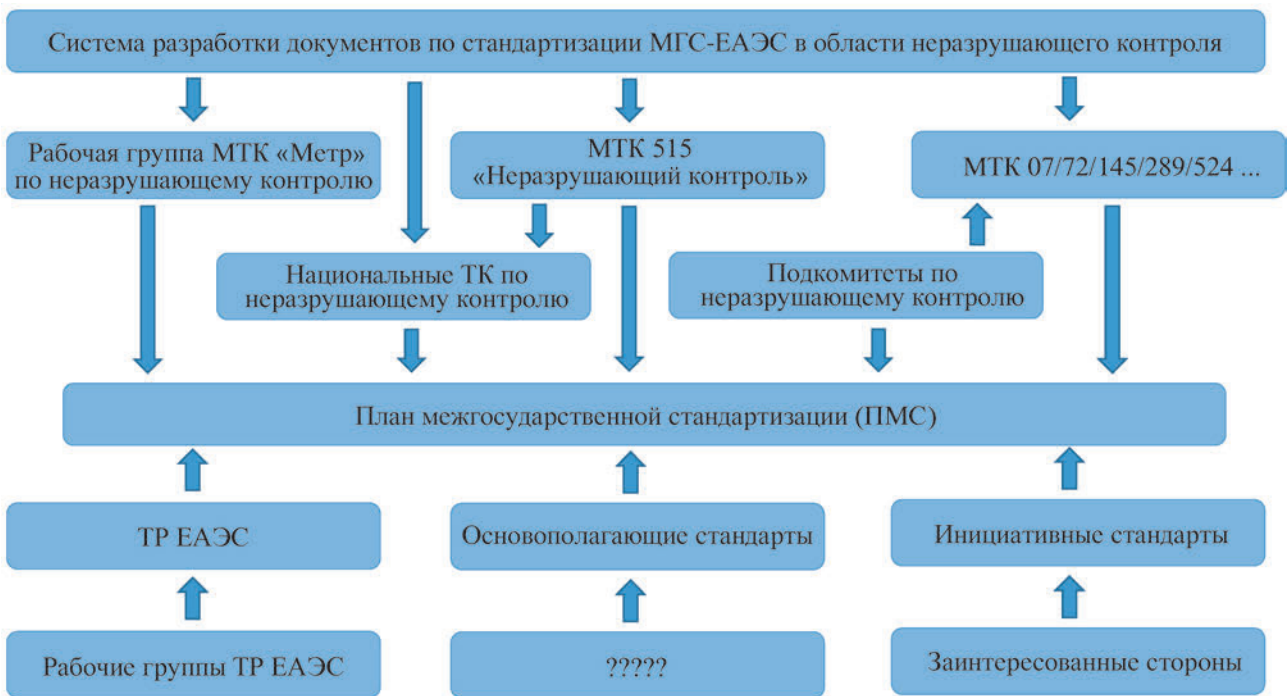 Система разработки документов по стандартизации МГС-ЕАЭС в области неразрушающего контроля
Рабочая группа МТК «Метр»
по неразрушающему контролю
МТК 515
«Неразрушающий контроль»
МТК 07/72/145/289/524 ...
Национальные ТК по
неразрушающему контролю
Подкомитеты по
неразрушающему контролю
План межгосударственной стандартизации (ПМС)
ТР ЕАЭС
Основополагающие стандарты
Инициативные стандарты
Рабочие группы ТР ЕАЭС
?????
Заинтересованные стороны